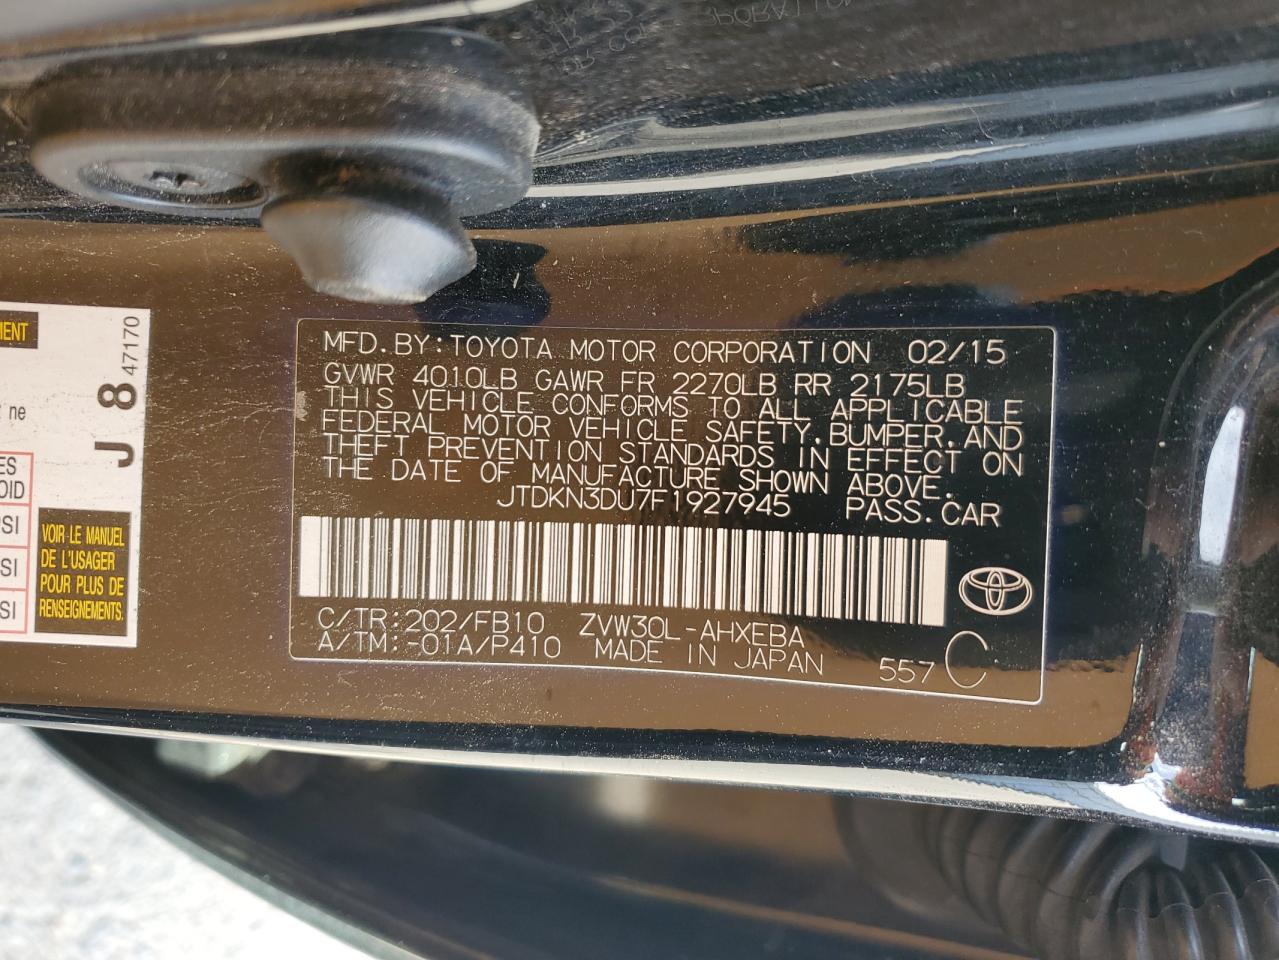 MFD.BY:TOYOTA MOTOR CORPORATION 02/15
GVWR 4010LB GAWR FR 2270LB RR 2175LB
THIS VEHICLE CONFORMS TO ALL APPLICABLE
FEDERAL MOTOR VEHICLE SAFETY,BUMPER,AND
THEFT PREVENTION STANDARDS IN EFFECT ON
THE DATE OF MANUFACTURE SHOWN ABOVE.
JTDKN3DU7F1927945 PASS.CAR
C/TR:202/FB10 ZVW30L-AHXEBA
A/TM:-01A/P410 MADE IN JAPAN 557 C
J 8 47170
ne
VOIR LE MANUEL
DE L'USAGER
POUR PLUS DE
RENSEIGNEMENTS.